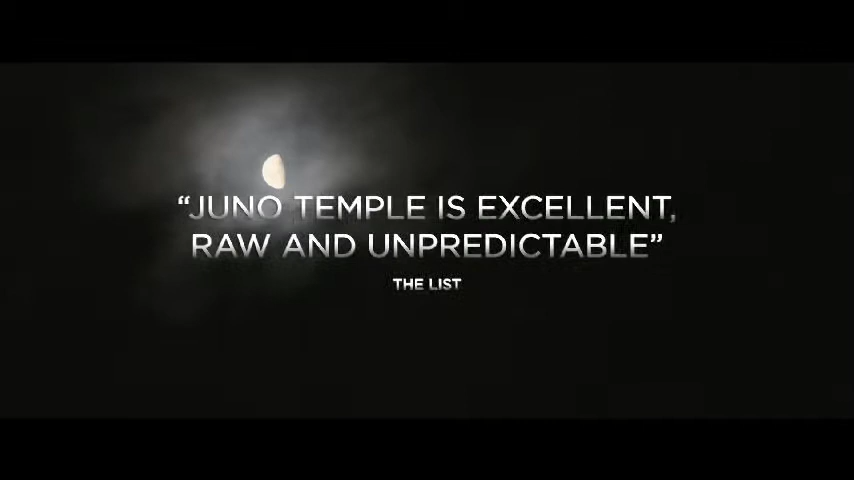 “JUNO TEMPLE IS EXCELLENT,
RAW AND UNPREDICTABLE”
THE LIST